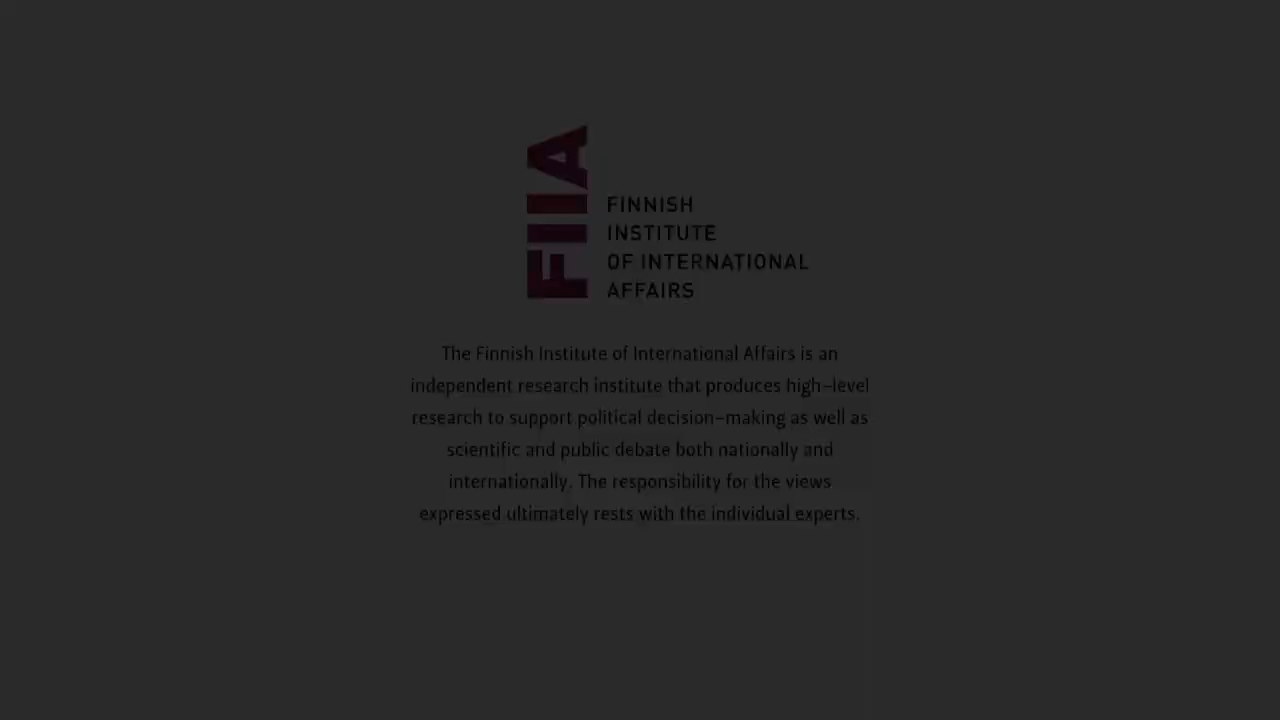 FIIA
FINNISH
INSTITUTE
OF INTERNATIONAL
AFFAIRS
The Finnish Institute of International Affairs is an
independent research institute that produces high-level
research to support political decision-making as well as
scientific and public debate both nationally and
internationally. The responsibility for the views
expressed ultimately rests with the individual experts.